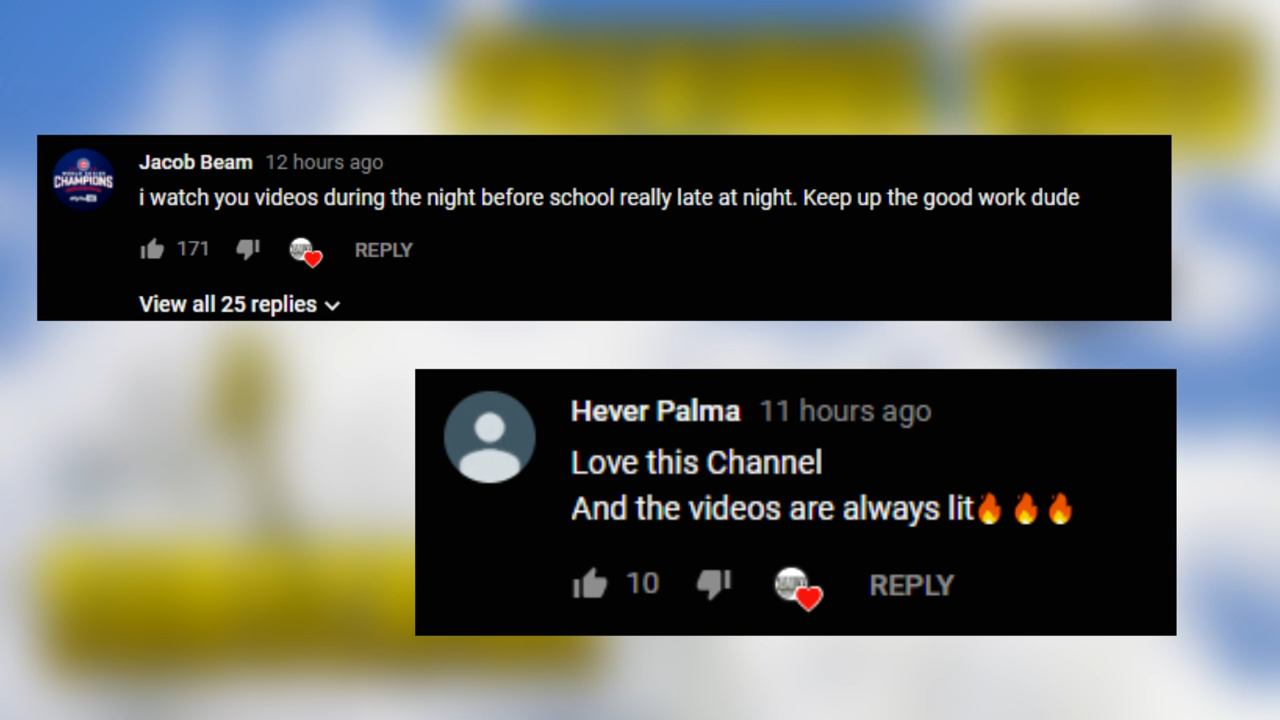 Jacob Beam 12 hours ago
i watch you videos during the night before school really late at night. Keep up the good work dude
171 REPLY
View all 25 replies
CHAMPIONS
Hever Palma 11 hours ago
Love this Channel
And the videos are always lit🔥🔥🔥
10 REPLY